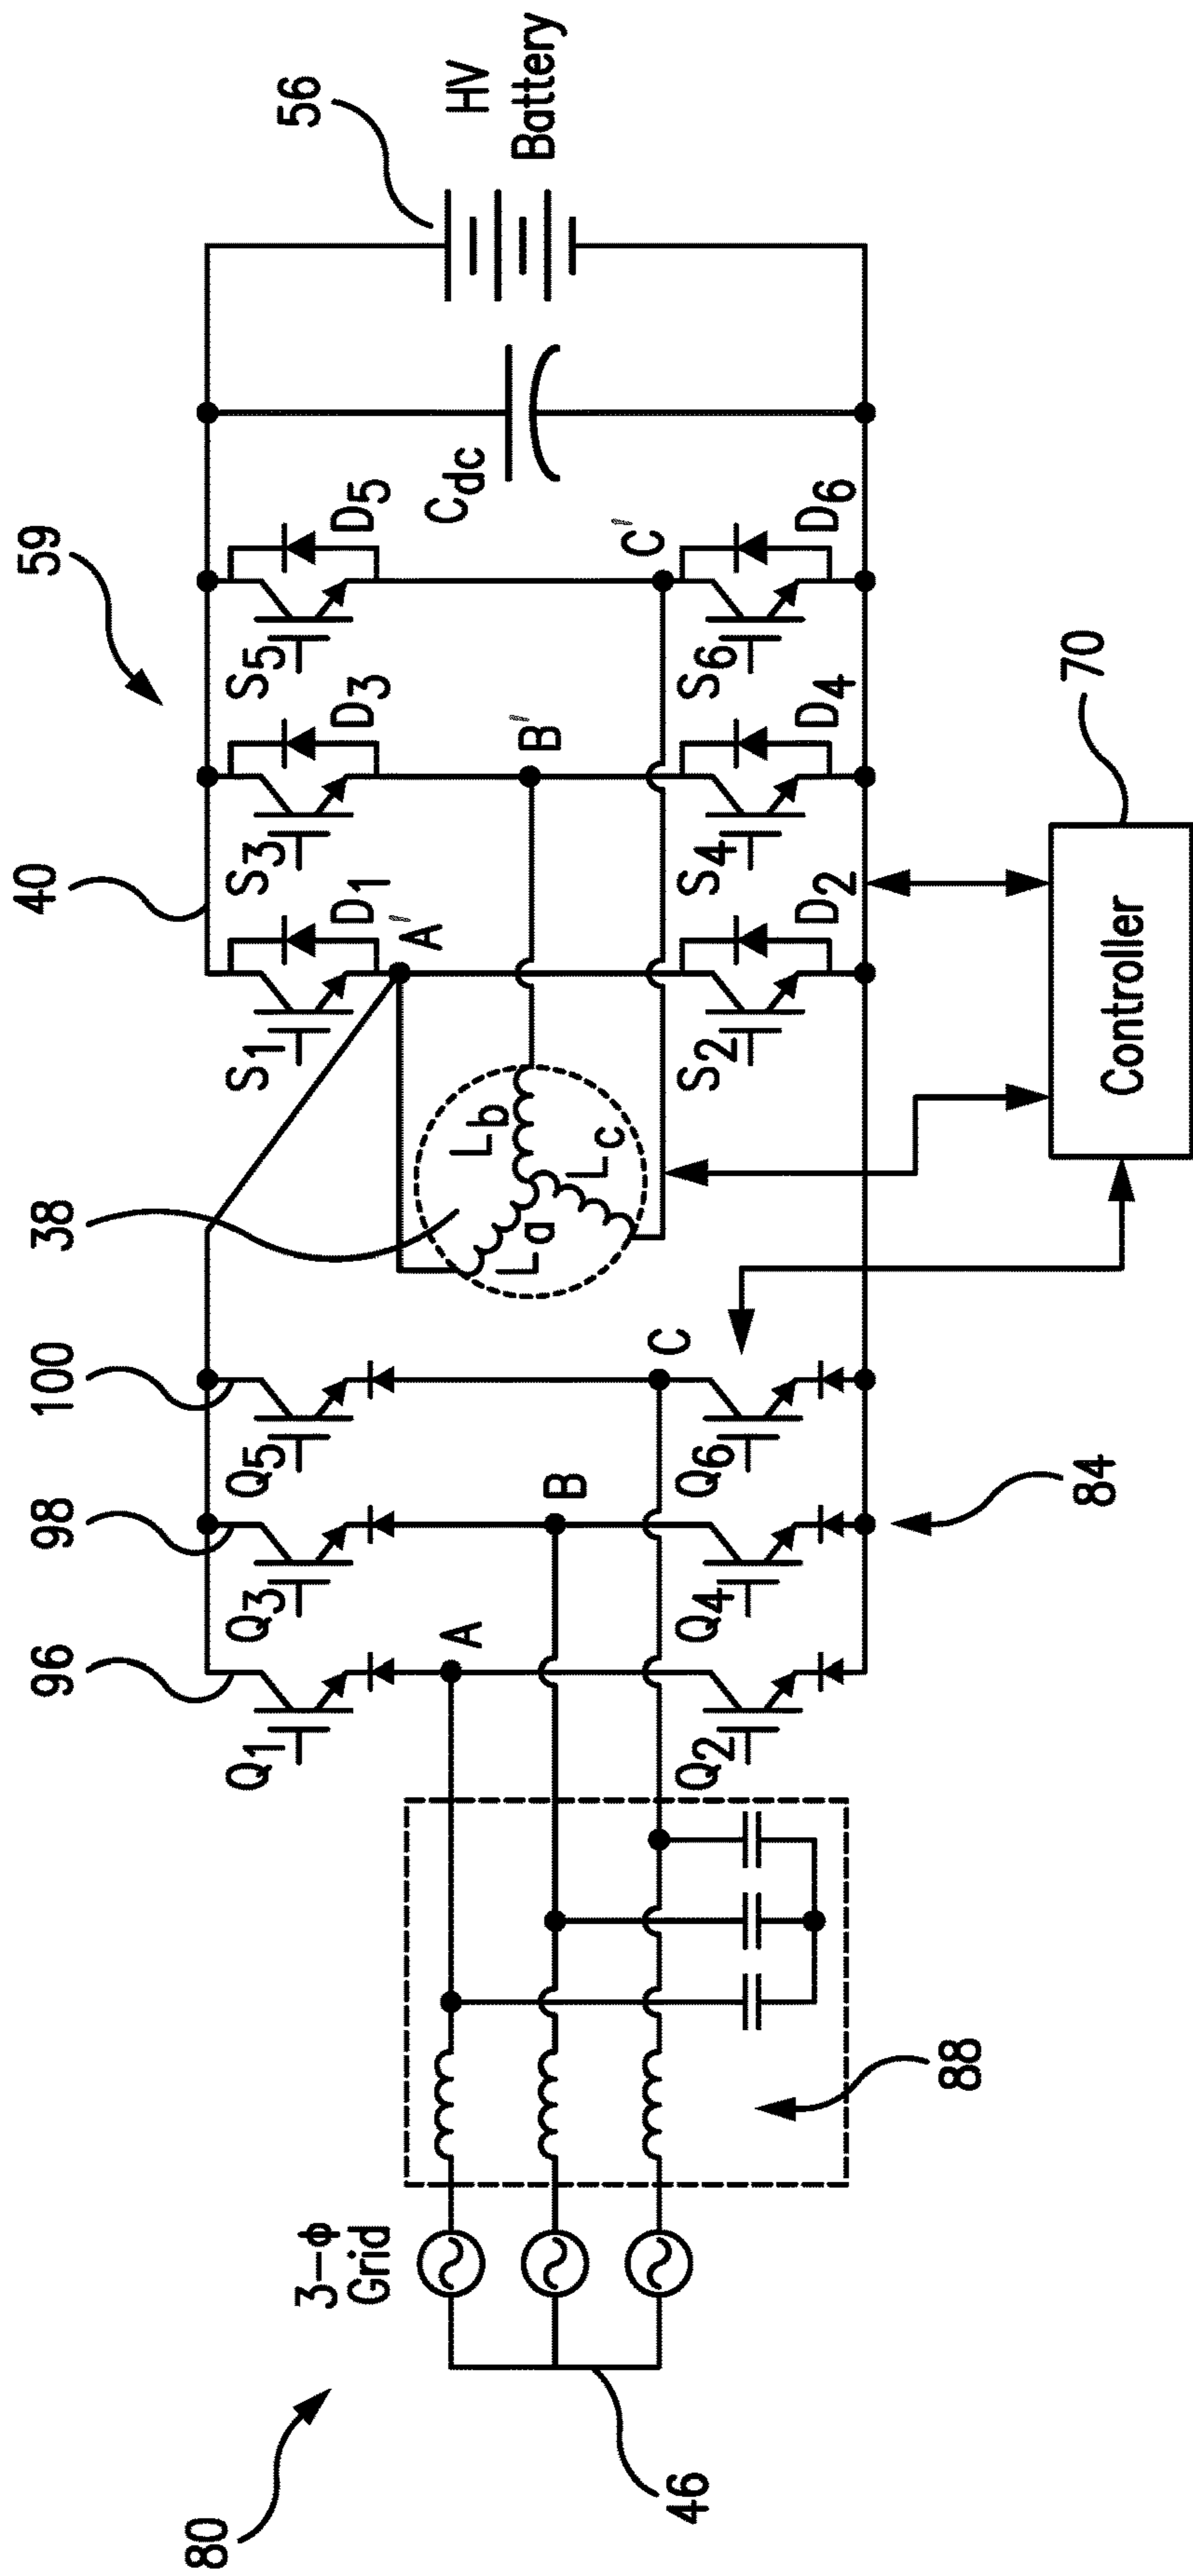 80
3-ϕ
Grid
46
88
96
98
100
Q1
Q3
Q5
A
B
C
Q2
Q4
Q6
84
38
La
Lb
Lc
40
59
S1
D1
S3
D3
S5
D5
A'
B'
C'
S2
D2
S4
D4
S6
D6
Cdc
56
HV
Battery
Controller
70